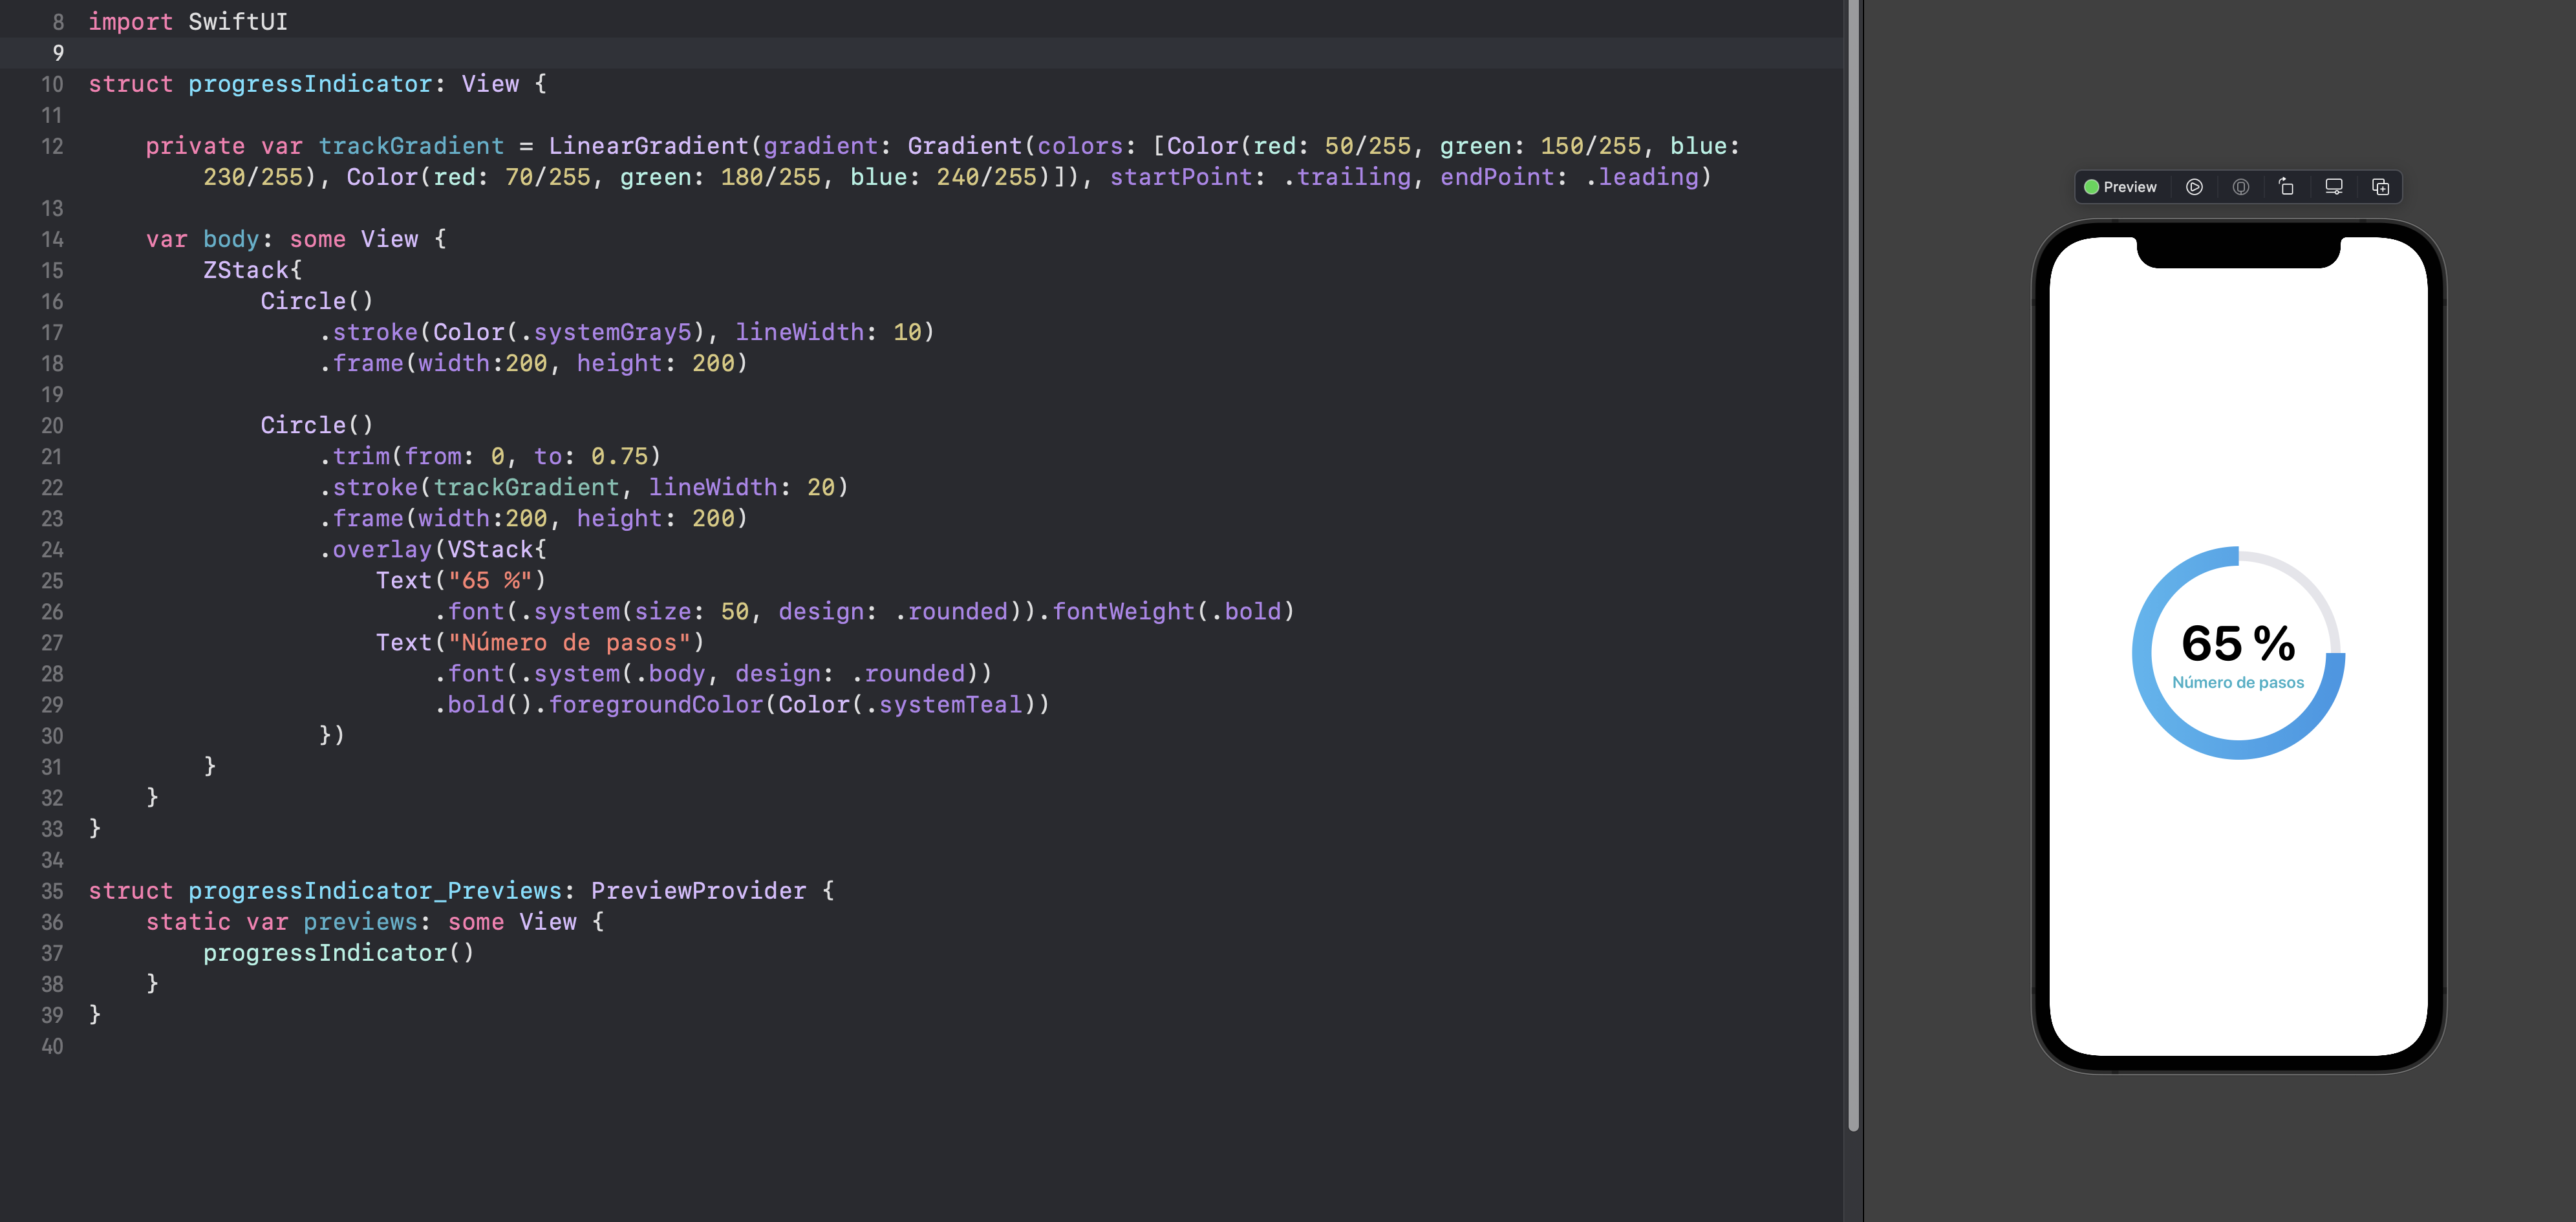 8 import SwiftUI
9
10 struct progressIndicator: View {
11
12     private var trackGradient = LinearGradient(gradient: Gradient(colors: [Color(red: 50/255, green: 150/255, blue:
        230/255), Color(red: 70/255, green: 180/255, blue: 240/255)]), startPoint: .trailing, endPoint: .leading)
13
14     var body: some View {
15         ZStack{
16             Circle()
17                 .stroke(Color(.systemGray5), lineWidth: 10)
18                 .frame(width:200, height: 200)
19
20             Circle()
21                 .trim(from: 0, to: 0.75)
22                 .stroke(trackGradient, lineWidth: 20)
23                 .frame(width:200, height: 200)
24                 .overlay(VStack{
25                     Text("65 %")
26                         .font(.system(size: 50, design: .rounded)).fontWeight(.bold)
27                     Text("Número de pasos")
28                         .font(.system(.body, design: .rounded))
29                         .bold().foregroundColor(Color(.systemTeal))
30                 })
31         }
32     }
33 }
34
35 struct progressIndicator_Previews: PreviewProvider {
36     static var previews: some View {
37         progressIndicator()
38     }
39 }
40
Preview
65 %
Número de pasos